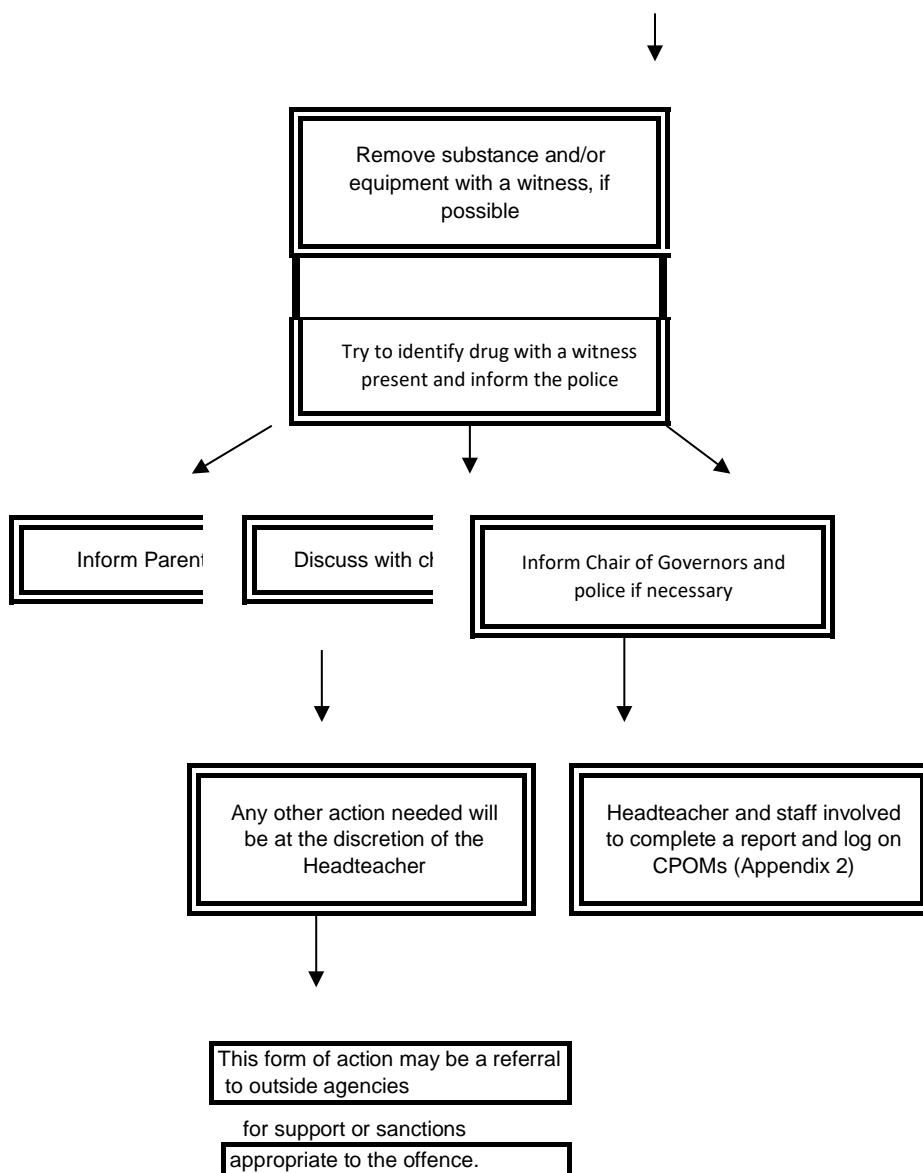 Remove substance and/or
equipment with a witness, if
possible
Try to identify drug with a witness
present and inform the police
Inform Parent
Discuss with
Inform Chair of Governors and
police if necessary
Any other action needed will
be at the discretion of the
Headteacher
Headteacher and staff involved
to complete a report and log on
CPOMs (Appendix 2)
This form of action may be a referral
to outside agencies
for support or sanctions
appropriate to the offence.